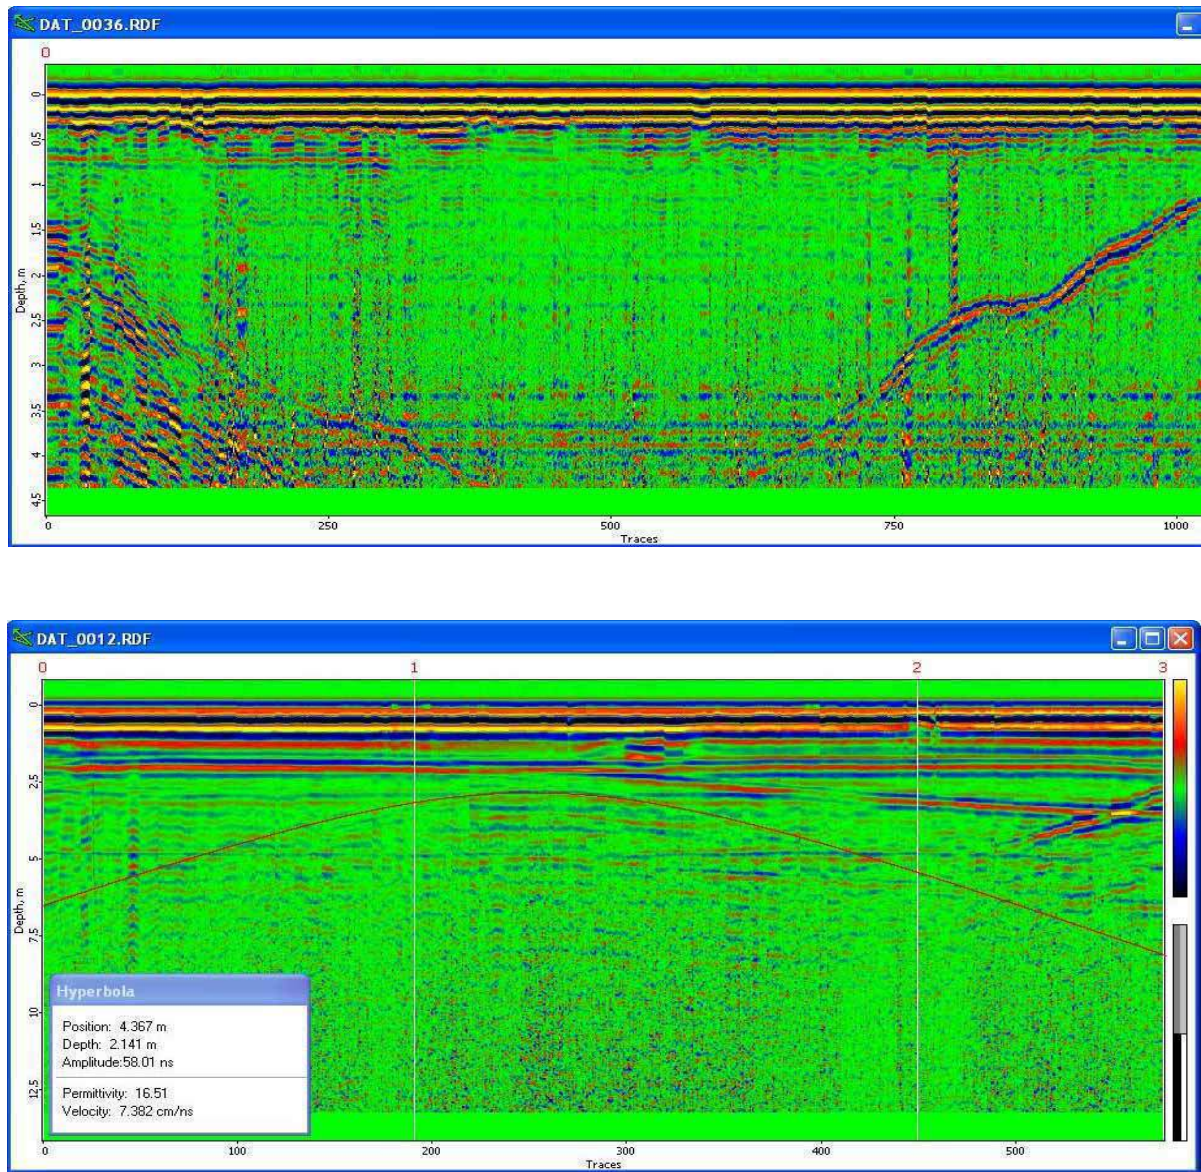 DAT_0036.RDF
0
0
0.5
1
1.5
2
2.5
3
3.5
4
4.5
Depth, m
0 250 500 750 1000
Traces
DAT_0012.RDF
0 1 2 3
0
2.5
5
7.5
10
12.5
Depth, m
Hyperbola
Position: 4.367 m
Depth: 2.141 m
Amplitude:58.01 ns
Permittivity: 16.51
Velocity: 7.382 cm/ns
0 100 200 300 400 500
Traces